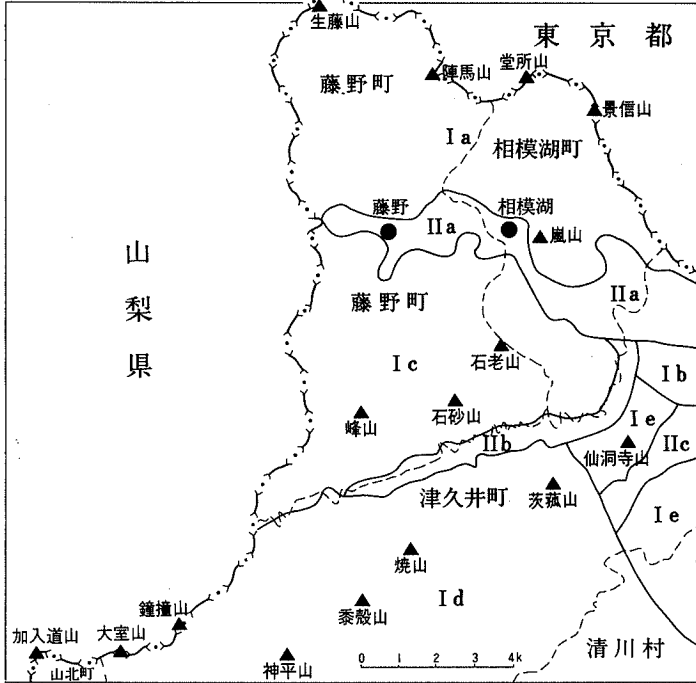 生藤山
東京都
陣馬山
堂所山
藤野町
景信山
Ⅰa
相模湖町
藤野
相模湖
Ⅱa
嵐山
山梨県
Ⅱa
藤野町
石老山
Ⅰc
Ⅰb
石砂山
峰山
Ⅰe
Ⅱb
仙洞寺山
Ⅱc
津久井町
茨菰山
Ⅰe
焼山
Ⅰd
黍殻山
鐘撞山
加入道山
大室山
清川村
神平山
山北町
0 1 2 3 4k